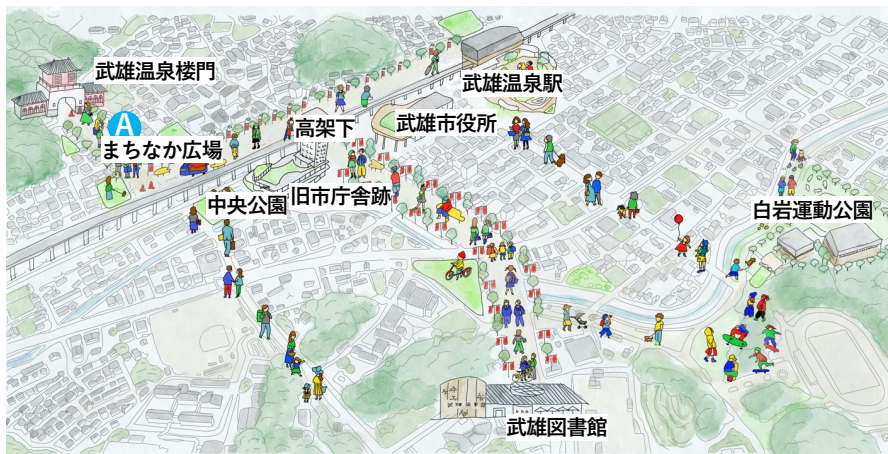 武雄温泉楼門
武雄温泉駅
A
まちなか広場
高架下
武雄市役所
中央公園
旧市庁舎跡
白岩運動公園
武雄図書館